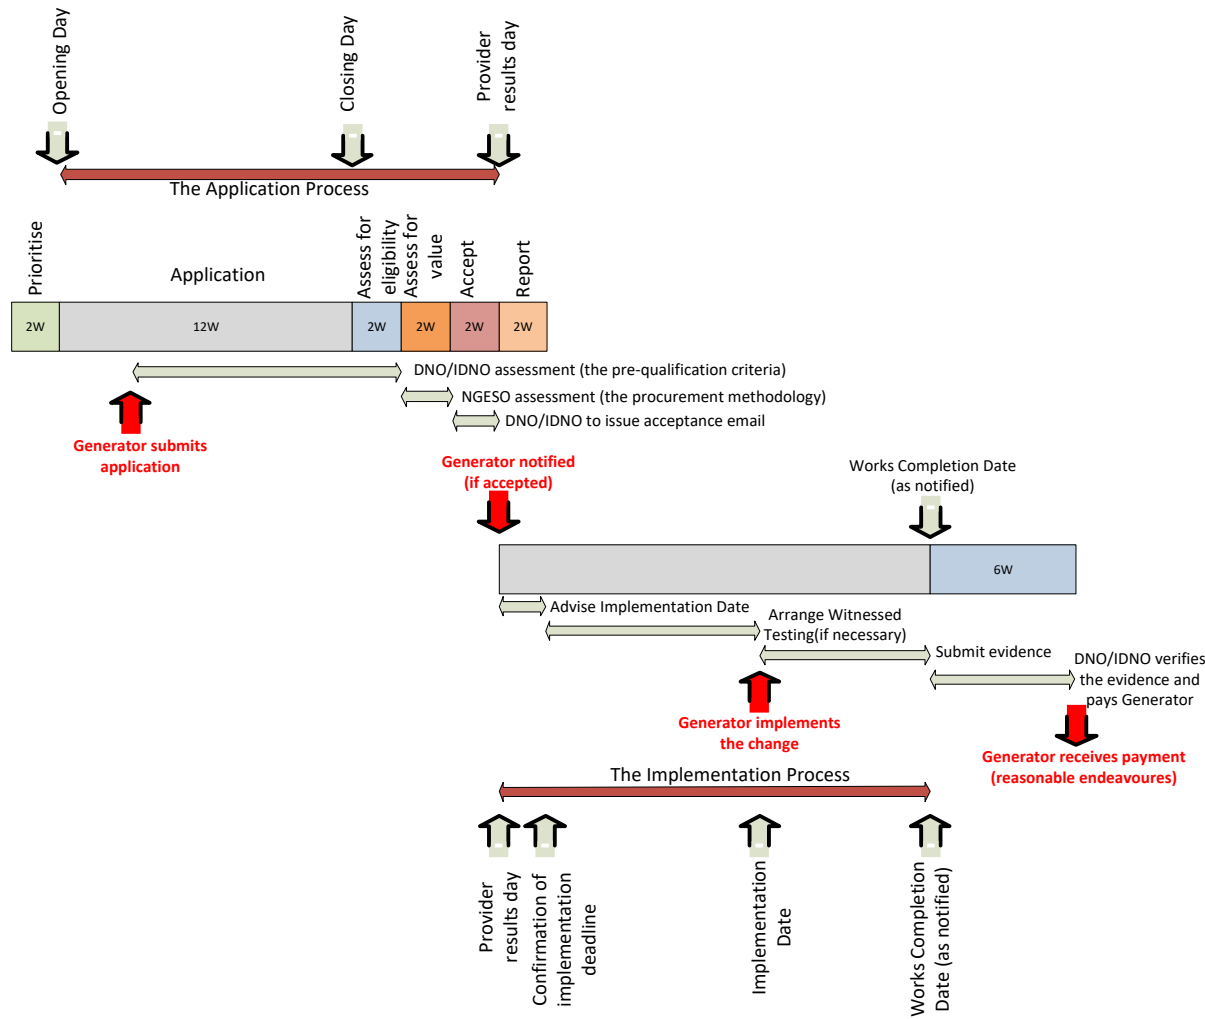 Opening Day
Closing Day
Provider
results day
The Application Process
Prioritise
Application
Assess for
eligibility
Assess for
value
Accept
Report
2W
12W
2W
2W
2W
2W
DNO/IDNO assessment (the pre-qualification criteria)
NGESO assessment (the procurement methodology)
DNO/IDNO to issue acceptance email
Generator submits
application
Generator notified
(if accepted)
Works Completion Date
(as notified)
6W
Advise Implementation Date
Arrange Witnessed
Testing(if necessary)
Submit evidence
DNO/IDNO verifies
the evidence and
pays Generator
Generator implements
the change
Generator receives payment
(reasonable endeavoures)
The Implementation Process
Provider
results day
Confirmation of
implementation
deadline
Implementation
Date
Works Completion
Date (as notified)